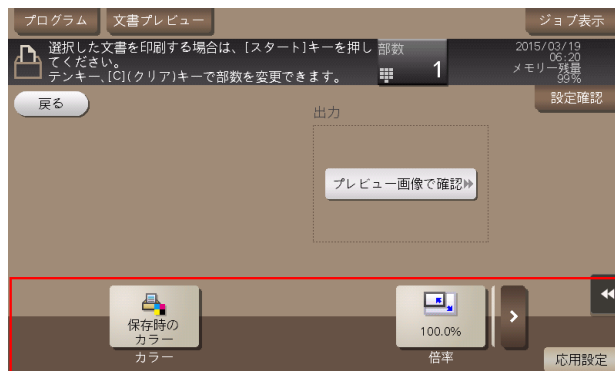 プログラム
文書プレビュー
ジョブ表示
選択した文書を印刷する場合は、[スタート]キーを押し
てください。
テンキー、[C](クリア)キーで部数を変更できます。
部数
1
2015/03/19
06:20
メモリー残量
99%
戻る
設定確認
出力
プレビュー画像で確認
保存時の
カラー
カラー
100.0%
倍率
応用設定